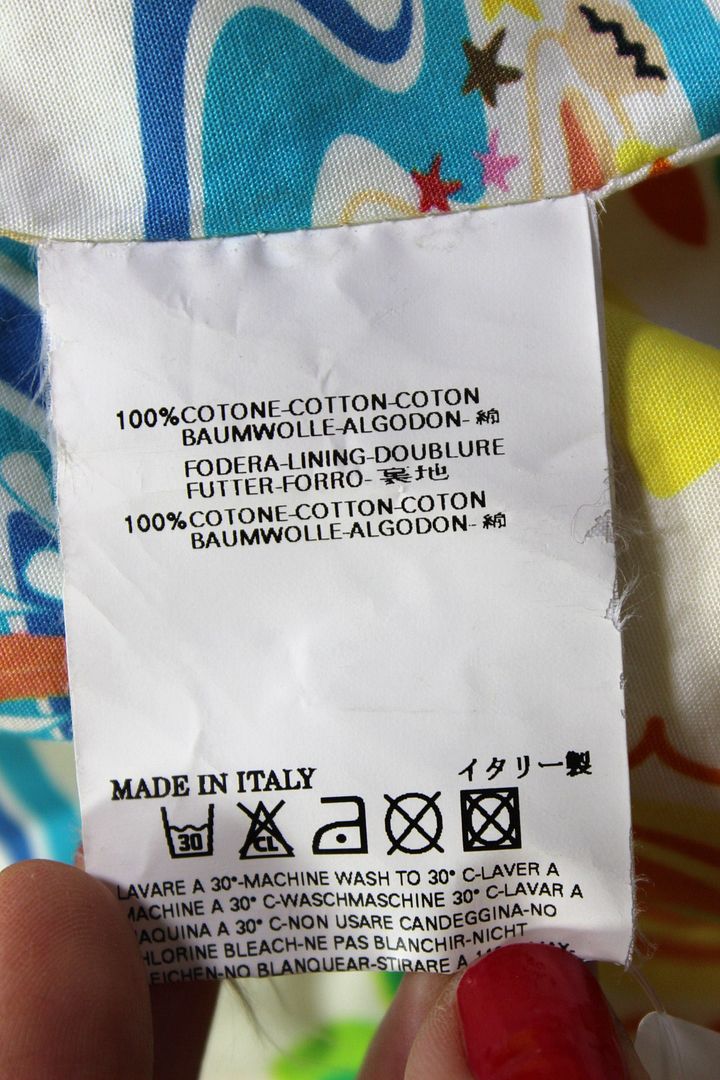 100% COTONE-COTTON-COTON
BAUMWOLLE-ALGODON-綿
FODERA-LINING-DOUBLURE
FUTTER-FORRO-裏地
100% COTONE-COTTON-COTON
BAUMWOLLE-ALGODON-綿
MADE IN ITALY イタリー製
30 CL
LAVARE A 30°-MACHINE WASH TO 30° C-LAVER A
MACHINE A 30° C-WASCHMASCHINE 30° C-LAVAR A
MAQUINA A 30° C-NON USARE CANDEGGINA-NO
CHLORINE BLEACH-NE PAS BLANCHIR-NICHT
BLEICHEN-NO BLANQUEAR-STIRARE A